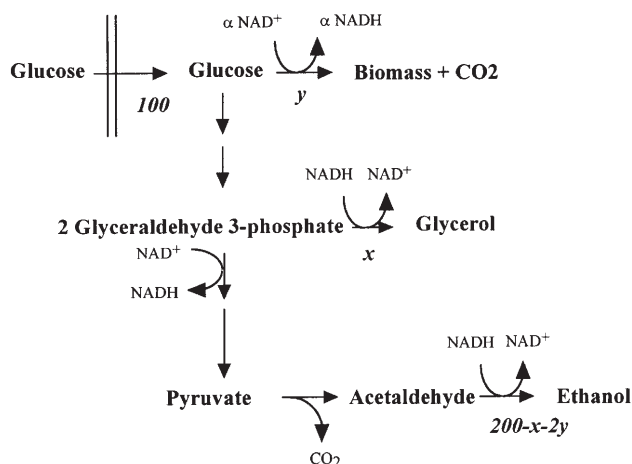 α NAD⁺ α NADH
Glucose Glucose Biomass + CO2
100 y
NADH NAD⁺
2 Glyceraldehyde 3-phosphate Glycerol
x
NAD⁺
NADH
NADH NAD⁺
Pyruvate Acetaldehyde Ethanol
200-x-2y
CO₂